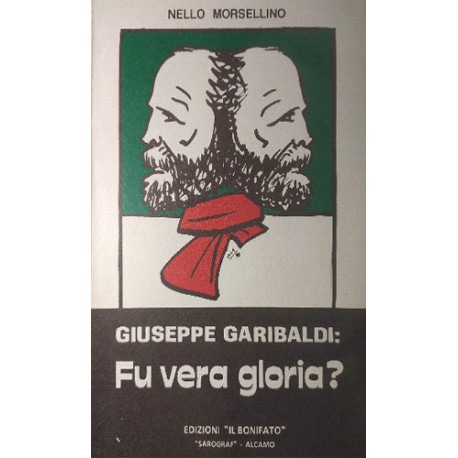 NELLO MORSELLINO
GIUSEPPE GARIBALDI:
Fu vera gloria?
EDIZIONI "IL BONIFATO"
"SAROGRAF" - ALCAMO